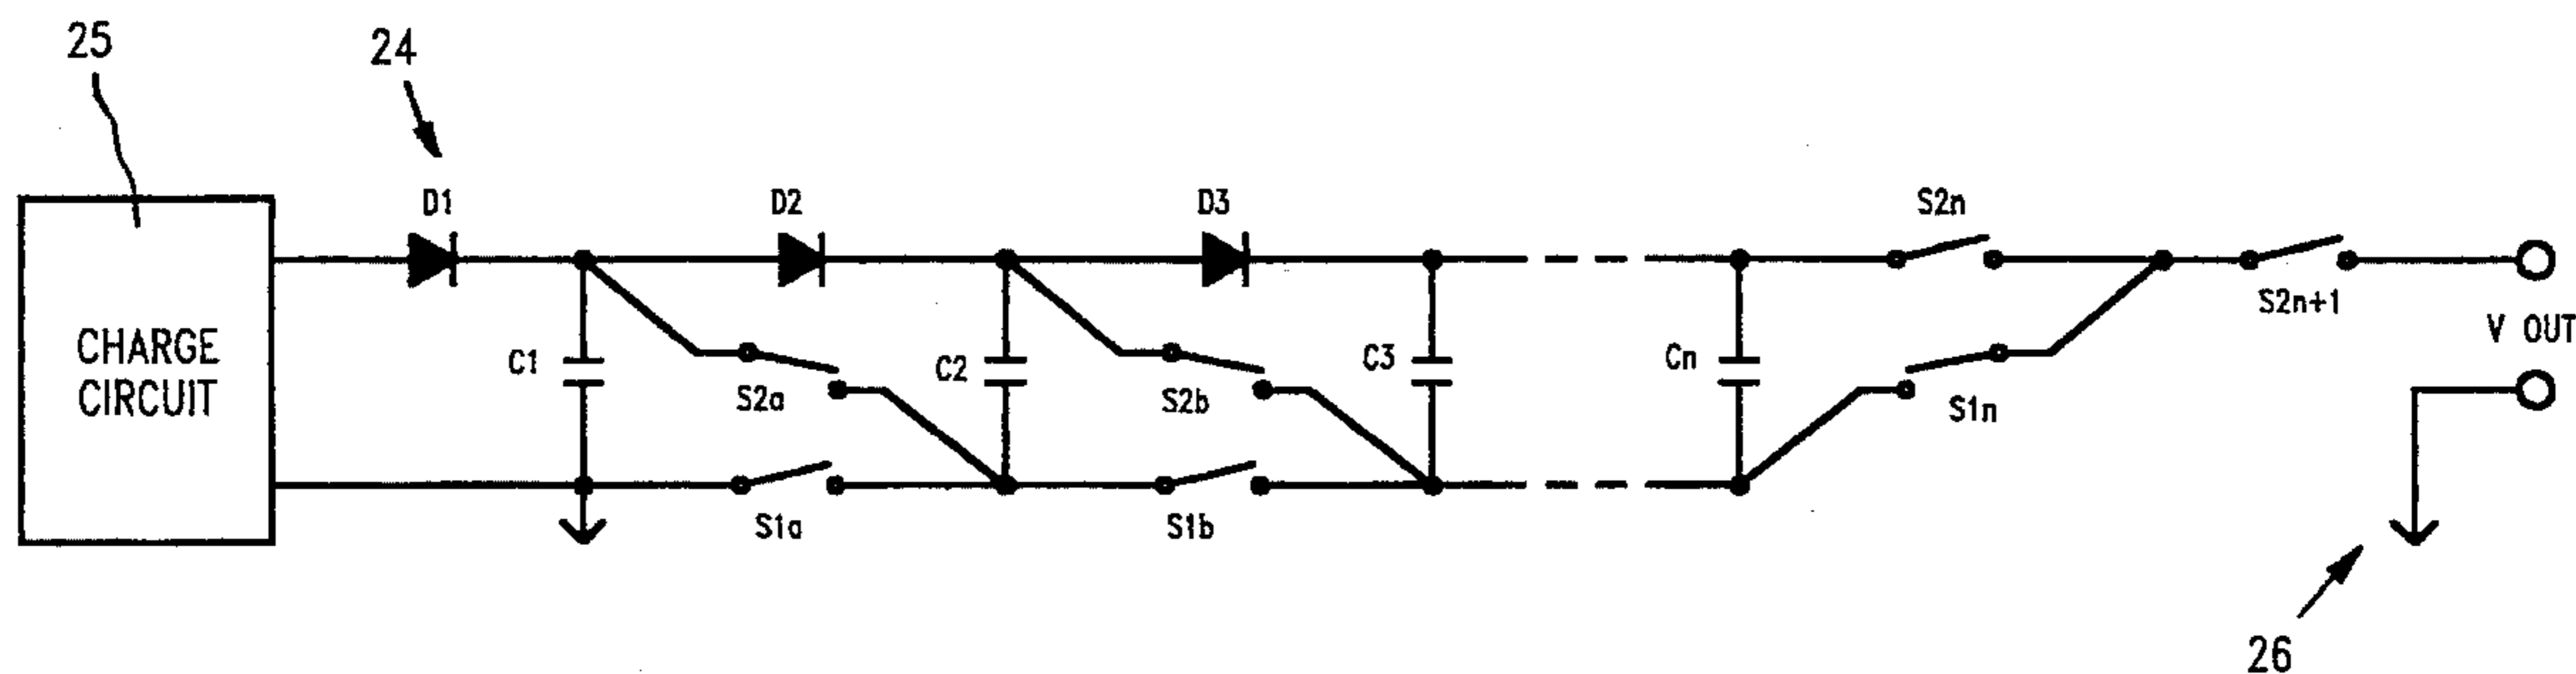 25
24
D1
D2
D3
S2n
S2n+1
V OUT
CHARGE
CIRCUIT
C1
C2
C3
Cn
S2a
S2b
S1n
S1a
S1b
26